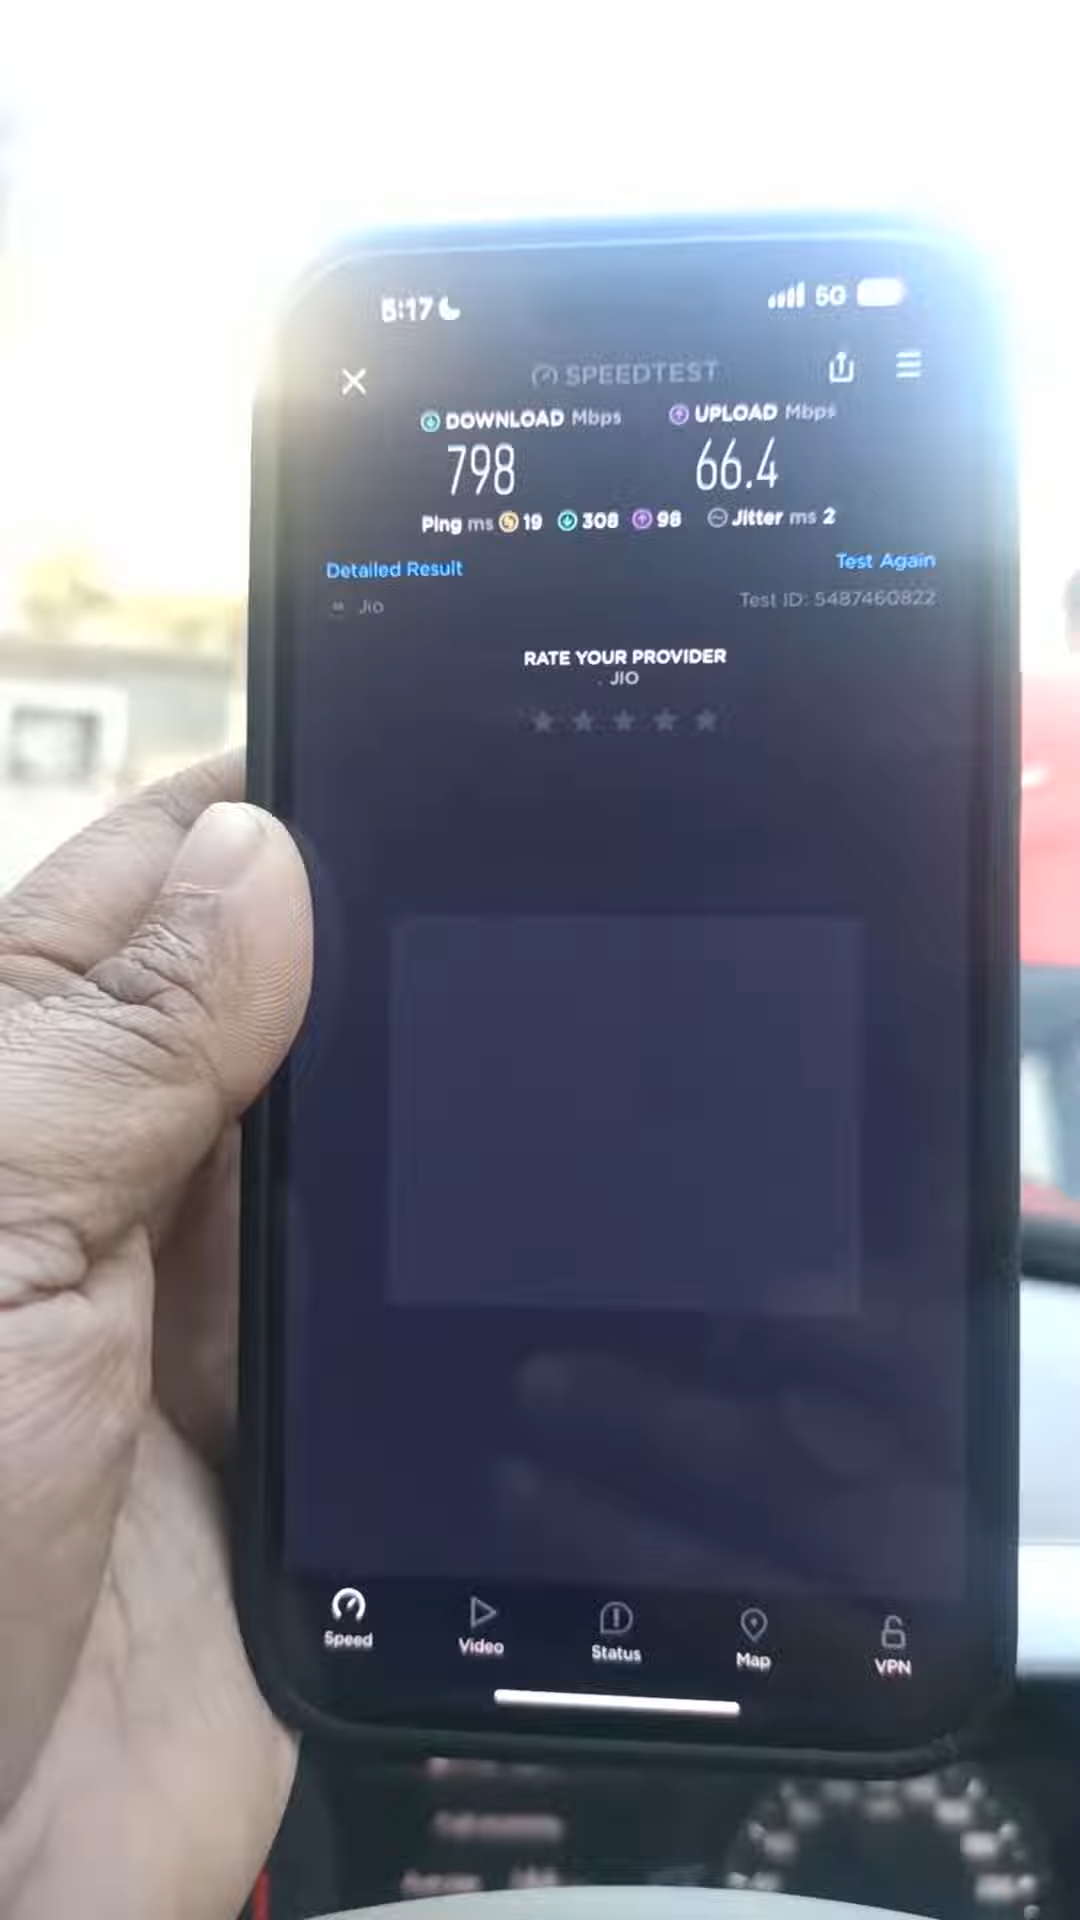 5:17 5G
SPEEDTEST
DOWNLOAD Mbps UPLOAD Mbps
798 66.4
Ping ms 19 308 98 Jitter ms 2
Detailed Result Test Again
Jio Test ID: 5487460822
RATE YOUR PROVIDER
JIO
Speed Video Status Map VPN